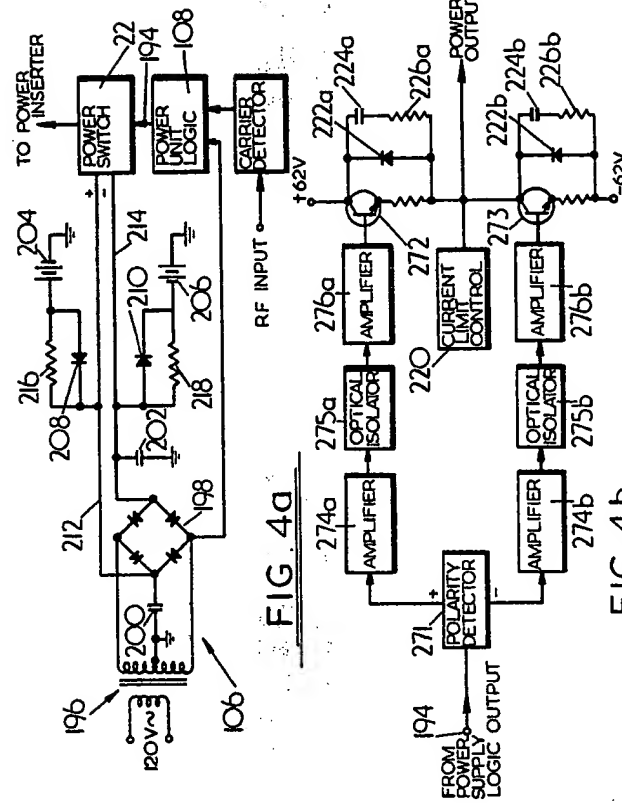 TO POWER
INSERTER
22
POWER
SWITCH
194
+
-
108
POWER
UNIT
LOGIC
CARRIER
DETECTOR
RF INPUT
204
214
216
208
210
206
218
212
202
198
200
196
120V~
106
FIG. 4a
POWER
OUTPUT
+62V
224a
222a
226a
272
276a
AMPLIFIER
275a
OPTICAL
ISOLATOR
274a
AMPLIFIER
220
CURRENT
LIMIT
CONTROL
224b
222b
226b
273
-62V
276b
AMPLIFIER
275b
OPTICAL
ISOLATOR
274b
AMPLIFIER
+
-
271
POLARITY
DETECTOR
194
FROM
POWER
SUPPLY
LOGIC OUTPUT
FIG. 4b